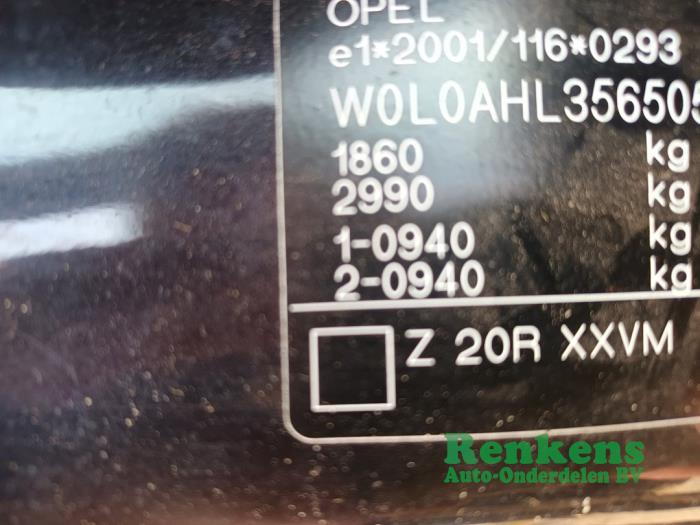 OPEL
e1*2001/116*0293
W0L0AHL356505
1860 kg
2990 kg
1-0940 kg
2-0940 kg
Z 20R XXVM
Renkens
Auto-Onderdelen BV